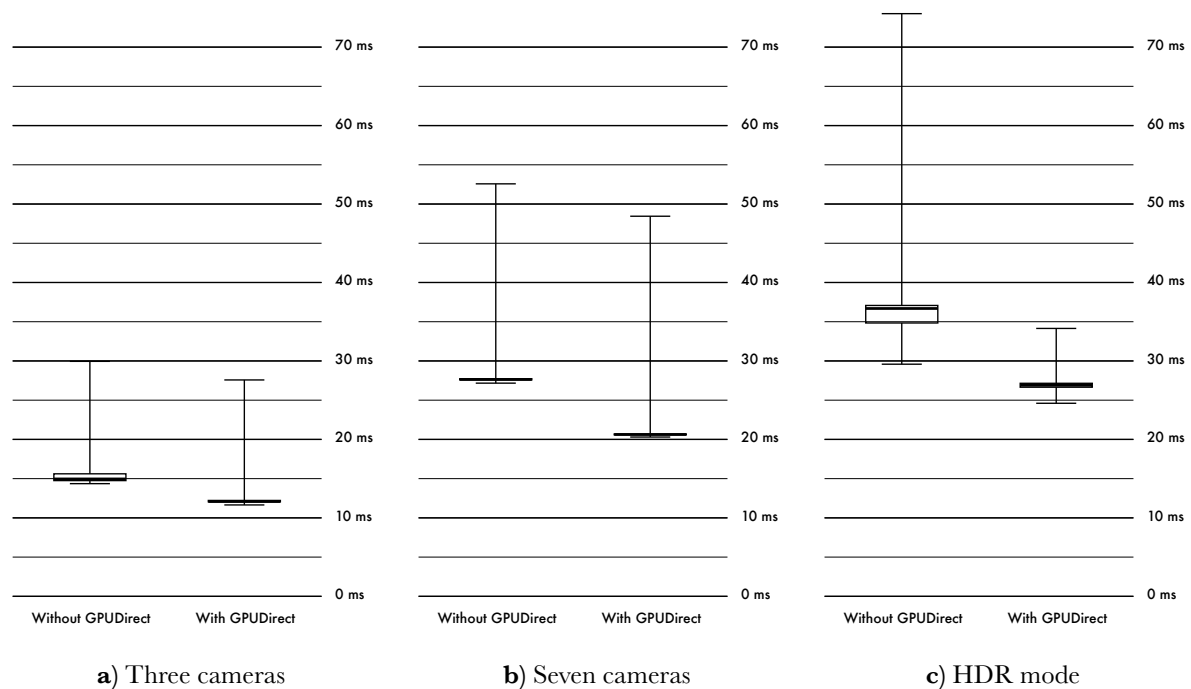 70 ms
60 ms
50 ms
40 ms
30 ms
20 ms
10 ms
0 ms
Without GPUDirect With GPUDirect
a) Three cameras
70 ms
60 ms
50 ms
40 ms
30 ms
20 ms
10 ms
0 ms
Without GPUDirect With GPUDirect
b) Seven cameras
70 ms
60 ms
50 ms
40 ms
30 ms
20 ms
10 ms
0 ms
Without GPUDirect With GPUDirect
c) HDR mode